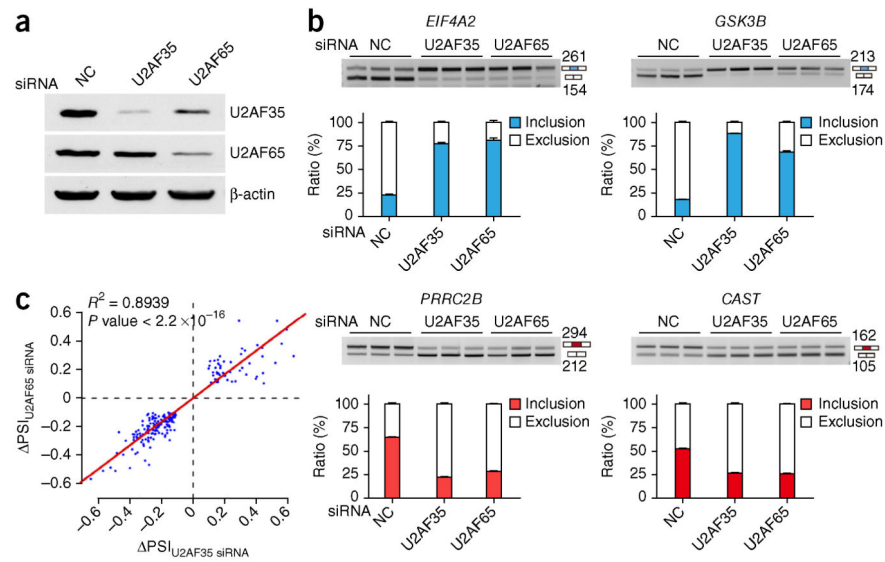 a
siRNA
NC
U2AF35
U2AF65
U2AF35
U2AF65
β-actin
b
EIF4A2
siRNA NC U2AF35 U2AF65
261
154
Ratio (%)
100
75
50
25
0
Inclusion
Exclusion
siRNA
NC
U2AF35
U2AF65
GSK3B
NC U2AF35 U2AF65
213
174
Ratio (%)
100
75
50
25
0
Inclusion
Exclusion
NC
U2AF35
U2AF65
c
R² = 0.8939
P value < 2.2 ×10⁻¹⁶
ΔPSI U2AF65 siRNA
0.6
0.4
0.2
0
−0.2
−0.4
−0.6
−0.6
−0.4
−0.2
0
0.2
0.4
0.6
ΔPSI U2AF35 siRNA
PRRC2B
siRNA NC U2AF35 U2AF65
294
212
Ratio (%)
100
75
50
25
0
Inclusion
Exclusion
siRNA
NC
U2AF35
U2AF65
CAST
NC U2AF35 U2AF65
162
105
Ratio (%)
100
75
50
25
0
Inclusion
Exclusion
NC
U2AF35
U2AF65